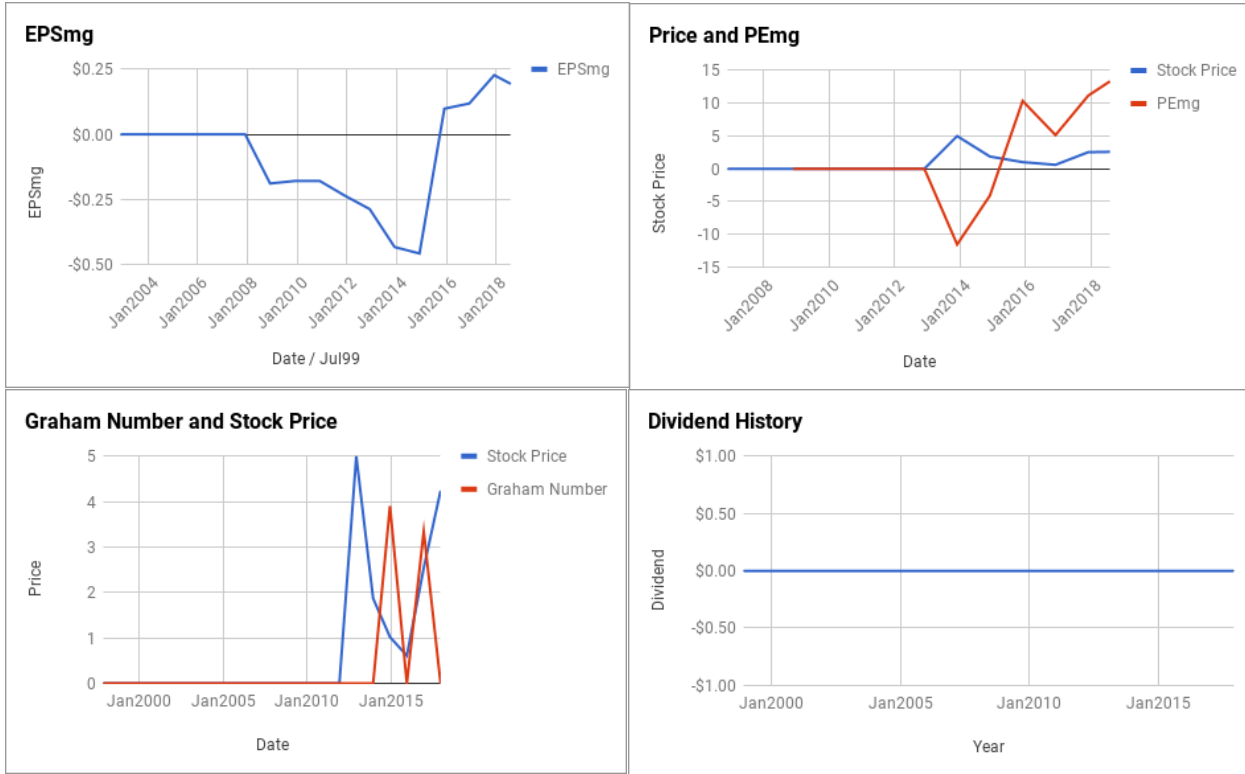 EPSmg
$0.25
$0.00
-$0.25
-$0.50
EPSmg
EPSmg
Jan2004
Jan2006
Jan2008
Jan2010
Jan2012
Jan2014
Jan2016
Jan2018
Date / Jul99
Price and PEmg
15
10
5
0
-5
-10
-15
Stock Price
Stock Price
PEmg
Jan2008
Jan2010
Jan2012
Jan2014
Jan2016
Jan2018
Date
Graham Number and Stock Price
5
4
3
2
1
0
Price
Stock Price
Graham Number
Jan2000
Jan2005
Jan2010
Jan2015
Date
Dividend History
$1.00
$0.50
$0.00
-$0.50
-$1.00
Dividend
Jan2000
Jan2005
Jan2010
Jan2015
Year